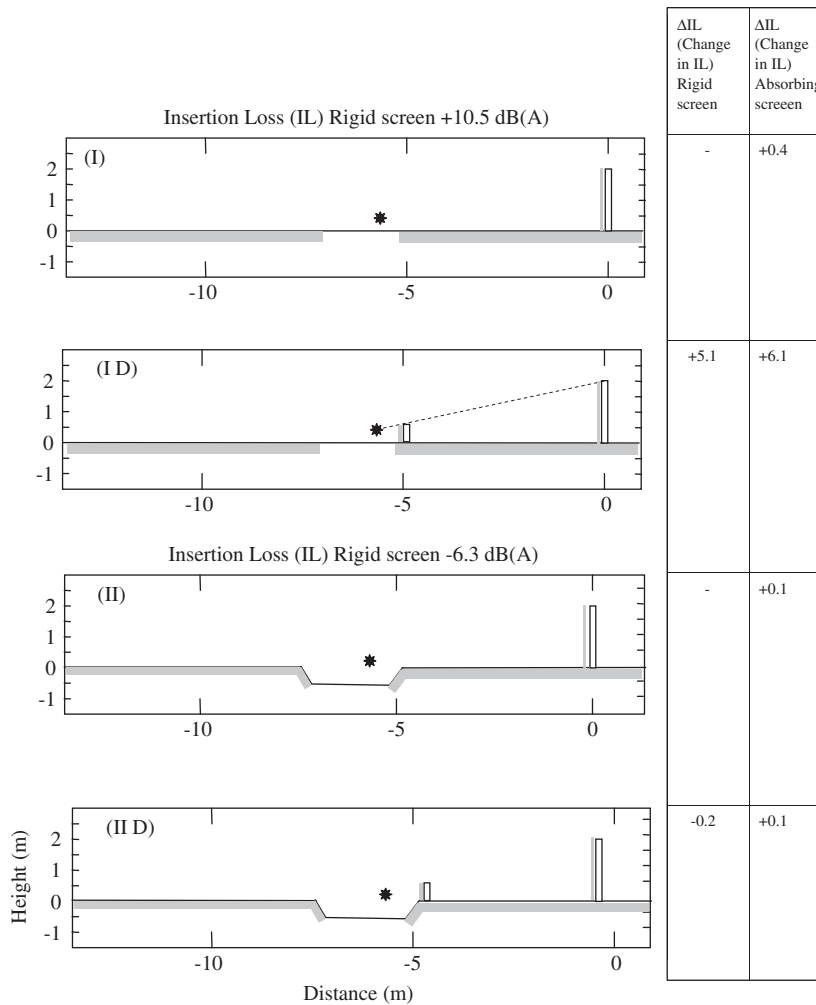 ΔIL
(Change
in IL)
Rigid
screen
ΔIL
(Change
in IL)
Absorbing
screeen
Insertion Loss (IL) Rigid screen +10.5 dB(A)
(I)
2
1
0
-1
-10
-5
0
-
+0.4
(I D)
2
1
0
-1
-10
-5
0
+5.1
+6.1
Insertion Loss (IL) Rigid screen -6.3 dB(A)
(II)
2
1
0
-1
-10
-5
0
-
+0.1
(II D)
2
1
0
-1
-10
-5
0
-0.2
+0.1
Height (m)
Distance (m)